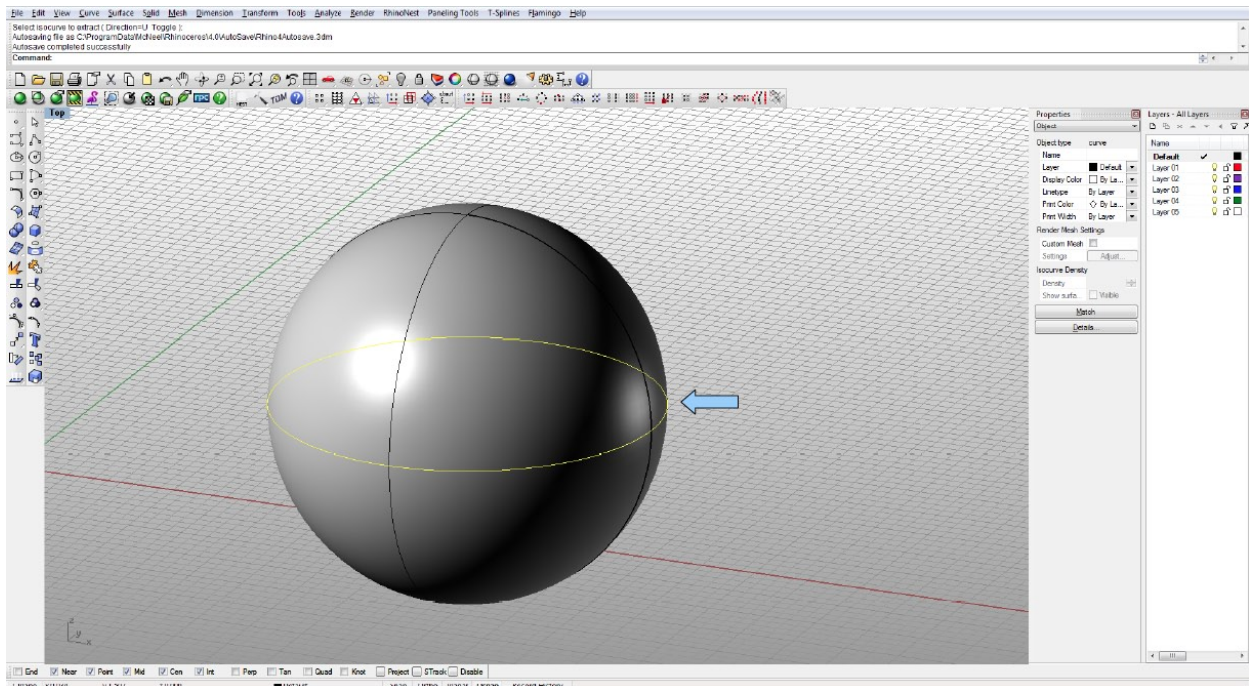 File Edit View Curve Surface Solid Mesh Dimension Transform Tools Analyze Render RhinoNest Paneling Tools T-Splines Flamingo Help
Select isocurve to extract ( Direction=U Toggle ):
Autosaving file as C:\ProgramData\McNeel\Rhinoceros\4.0\AutoSave\Rhino4Autosave.3dm
Autosave completed successfully
Command:
Top
Properties
Object
Object type curve
Name
Layer Default
Display Color By La...
Linetype By Layer
Print Color By La...
Print Width By Layer
Render Mesh Settings
Custom Mesh
Settings Adjust...
Isocurve Density
Density
Show surfa... Visible
Match
Details...
Layers - All Layers
Name
Default
Layer 01
Layer 02
Layer 03
Layer 04
Layer 05
z
y
x
End Near Point Mid Cen Int Perp Tan Quad Knot Project STrack Disable